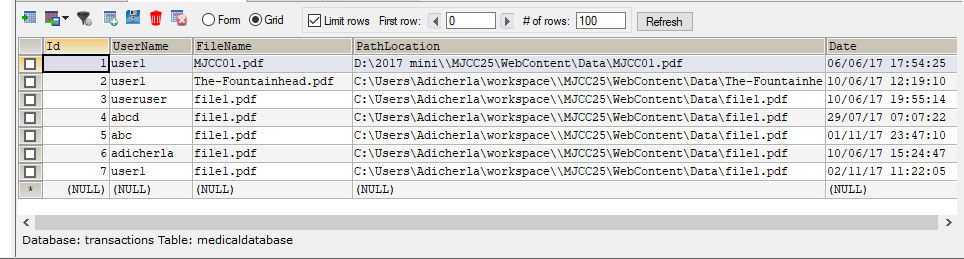 Form Grid Limit rows First row: 0 # of rows: 100 Refresh
Id UserName FileName PathLocation Date
1 user1 MJCC01.pdf D:\2017 mini\\MJCC25\WebContent\Data\MJCC01.pdf 06/06/17 17:54:25
2 user1 The-Fountainhead.pdf C:\Users\Adicherla\workspace\\MJCC25\WebContent\Data\The-Fountainhe 10/06/17 12:19:10
3 useruser file1.pdf C:\Users\Adicherla\workspace\\MJCC25\WebContent\Data\file1.pdf 10/06/17 19:55:14
4 abcd file1.pdf C:\Users\Adicherla\workspace\\MJCC25\WebContent\Data\file1.pdf 29/07/17 07:07:22
5 abc file1.pdf C:\Users\Adicherla\workspace\\MJCC25\WebContent\Data\file1.pdf 01/11/17 23:47:10
6 adicherla file1.pdf C:\Users\Adicherla\workspace\\MJCC25\WebContent\Data\file1.pdf 10/06/17 15:24:47
7 user1 file1.pdf C:\Users\Adicherla\workspace\\MJCC25\WebContent\Data\file1.pdf 02/11/17 11:22:05
* (NULL) (NULL) (NULL) (NULL) (NULL)
Database: transactions Table: medicaldatabase